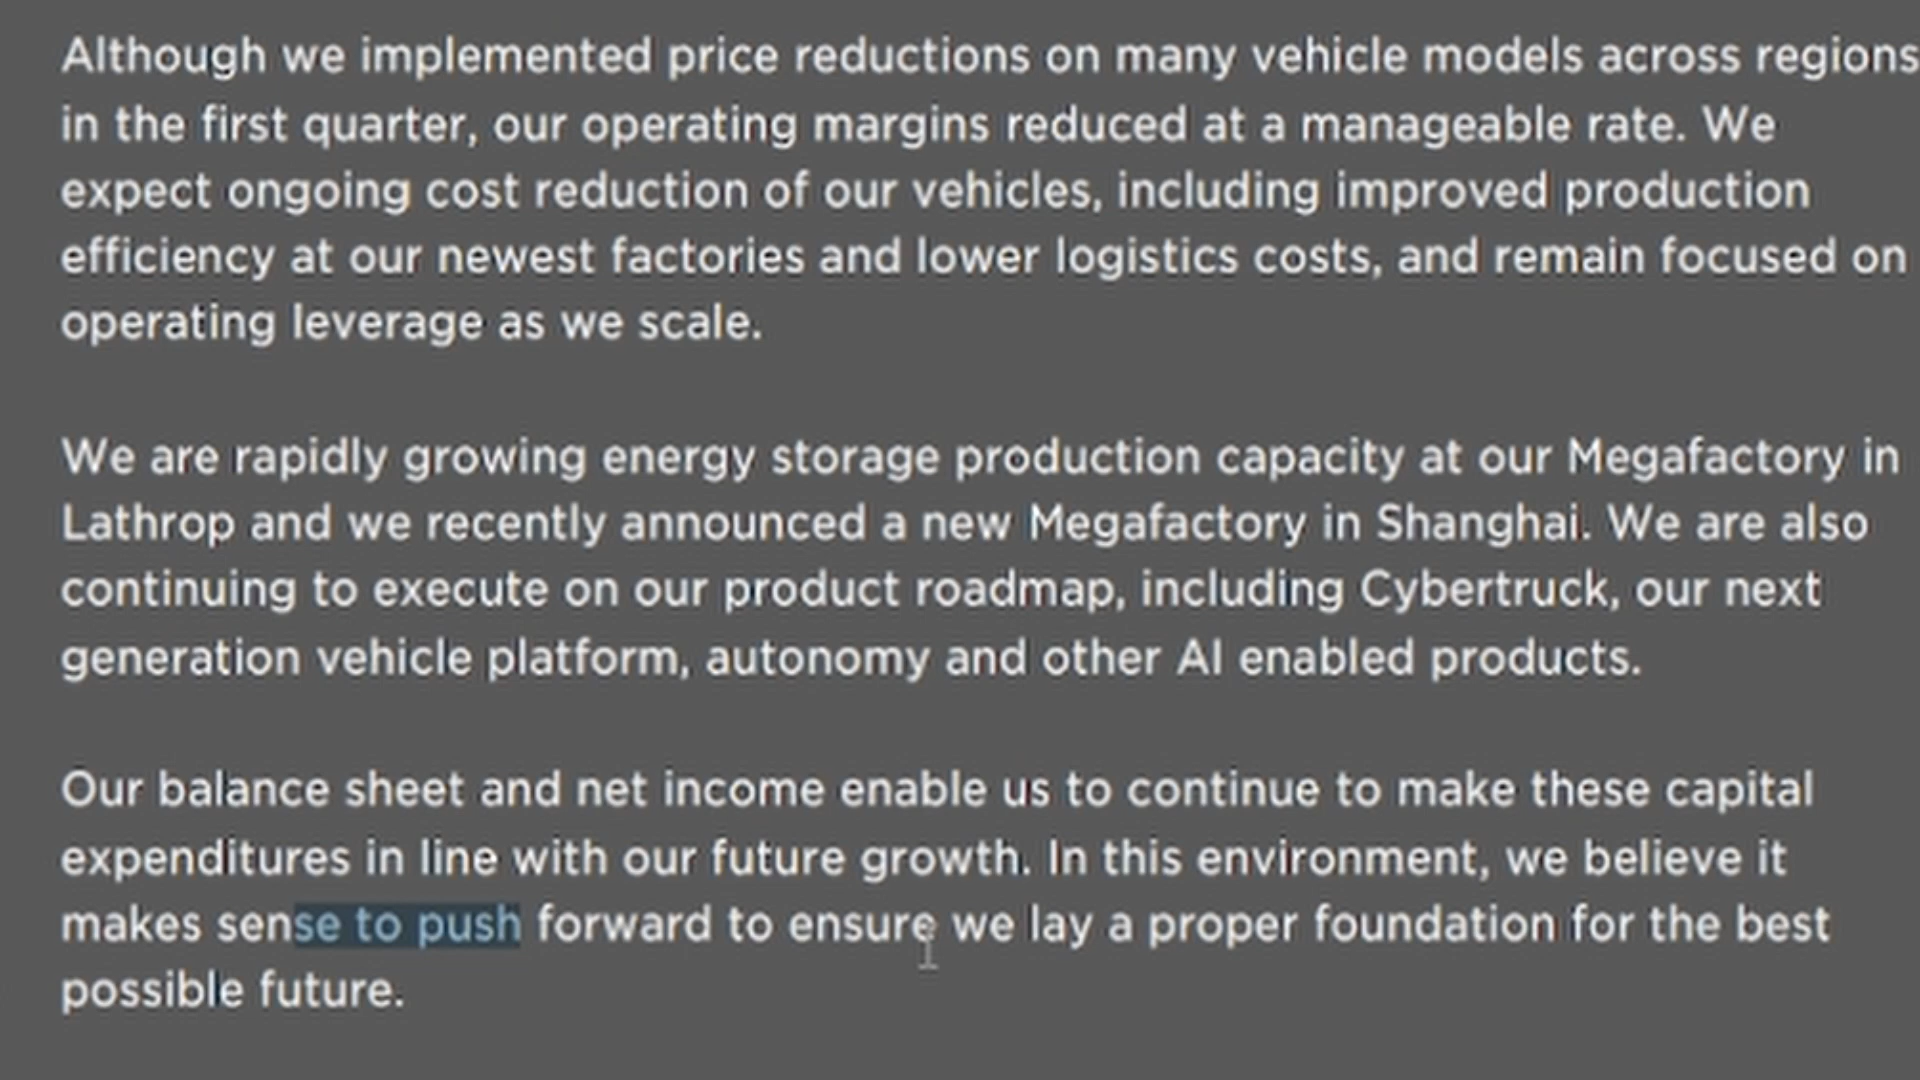 Although we implemented price reductions on many vehicle models across regions
in the first quarter, our operating margins reduced at a manageable rate. We
expect ongoing cost reduction of our vehicles, including improved production
efficiency at our newest factories and lower logistics costs, and remain focused on
operating leverage as we scale.
We are rapidly growing energy storage production capacity at our Megafactory in
Lathrop and we recently announced a new Megafactory in Shanghai. We are also
continuing to execute on our product roadmap, including Cybertruck, our next
generation vehicle platform, autonomy and other AI enabled products.
Our balance sheet and net income enable us to continue to make these capital
expenditures in line with our future growth. In this environment, we believe it
makes sense to push forward to ensure we lay a proper foundation for the best
possible future.